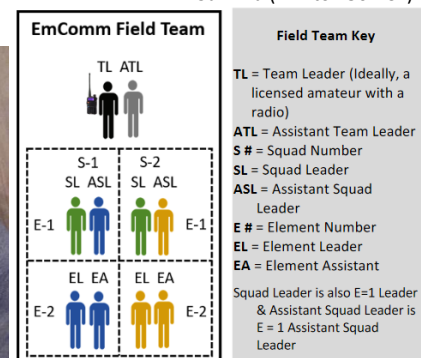 EmComm Field Team
TL ATL
S-1 S-2
SL ASL SL ASL
E-1 E-1
EL EA EL EA
E-2 E-2
Field Team Key
TL = Team Leader (Ideally, a
licensed amateur with a
radio)
ATL = Assistant Team Leader
S # = Squad Number
SL = Squad Leader
ASL = Assistant Squad
Leader
E # = Element Number
EL = Element Leader
EA = Element Assistant
Squad Leader is also E=1 Leader
& Assistant Squad Leader is
E = 1 Assistant Squad
Leader